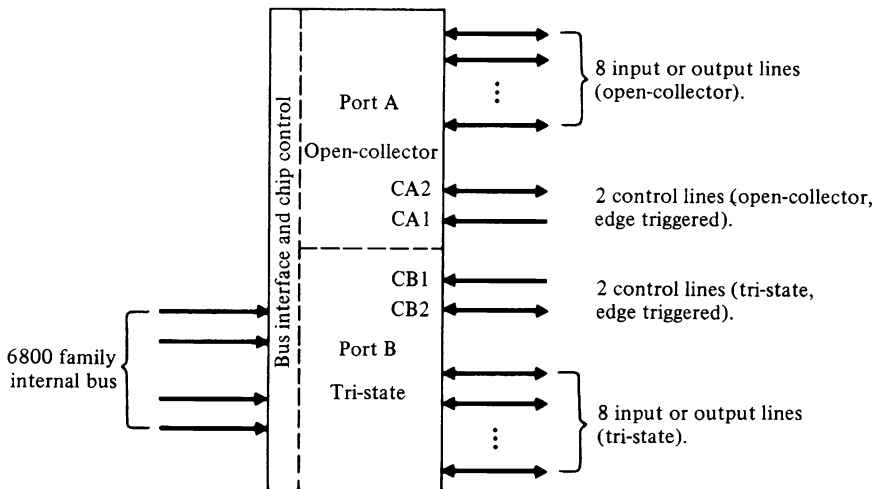 Bus interface and chip control
Port A
Open-collector
CA2
CA1
CB1
CB2
Port B
Tri-state
8 input or output lines
(open-collector).
2 control lines (open-collector,
edge triggered).
2 control lines (tri-state,
edge triggered).
8 input or output lines
(tri-state).
6800 family
internal bus